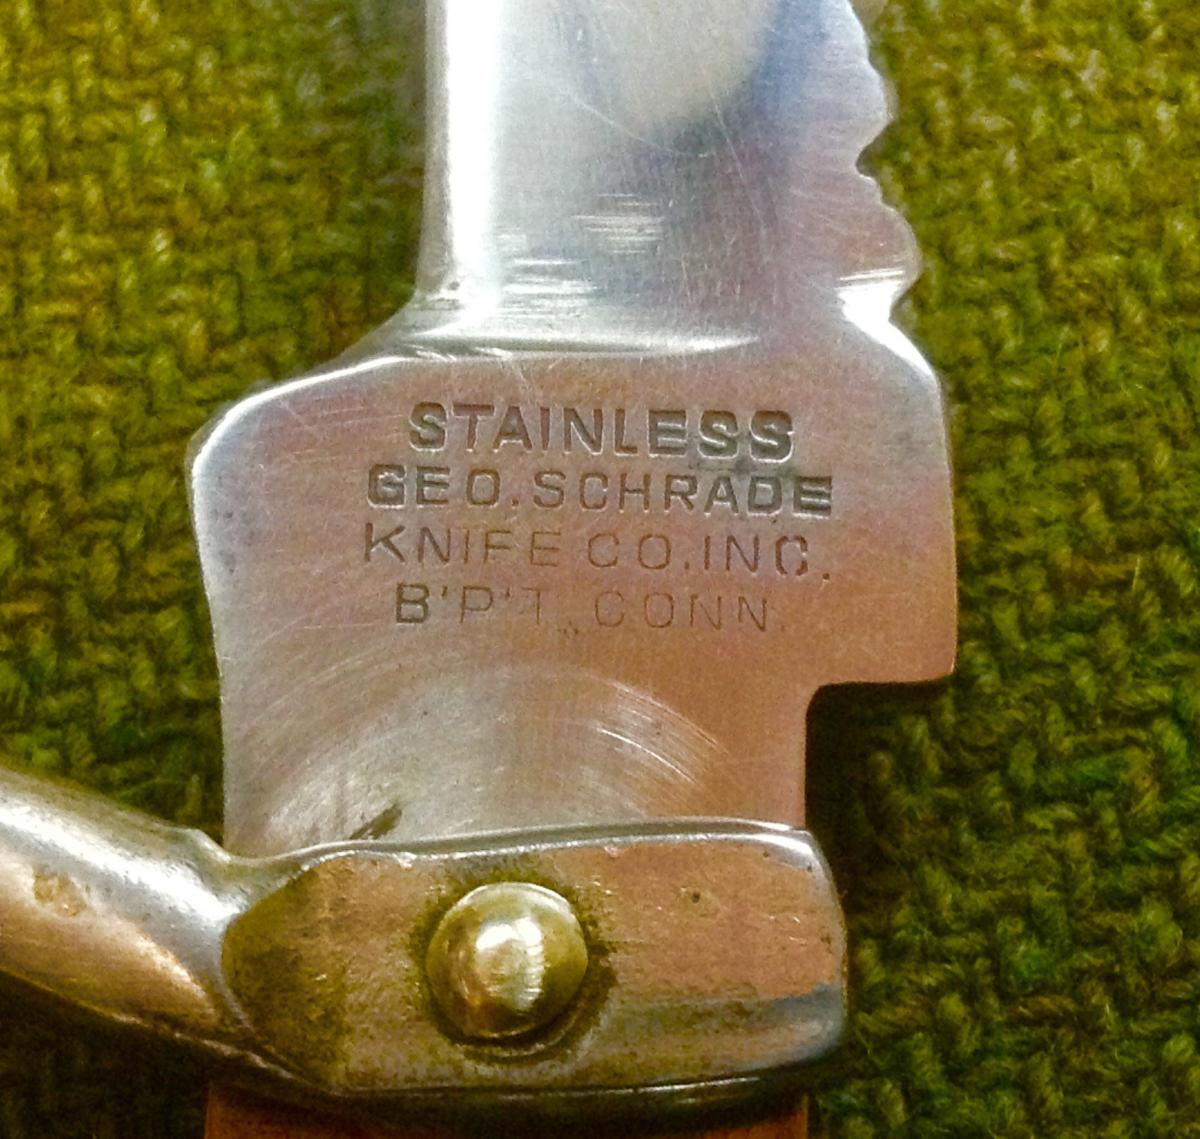 STAINLESS
GEO. SCHRADE
KNIFE CO. INC.
B'P'T. CONN.